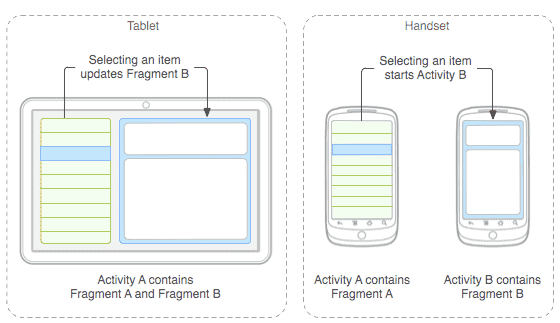 Tablet
Selecting an item
updates Fragment B
Activity A contains
Fragment A and Fragment B
Handset
Selecting an item
starts Activity B
Activity A contains
Fragment A
Activity B contains
Fragment B